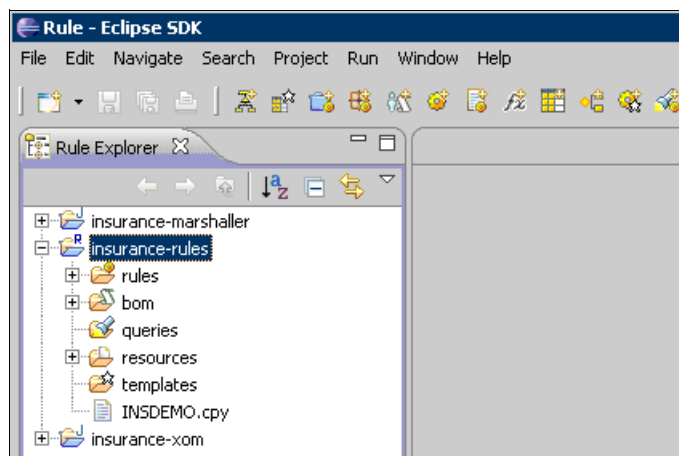 Rule - Eclipse SDK
File Edit Navigate Search Project Run Window Help
Rule Explorer
insurance-marshaller
insurance-rules
rules
bom
queries
resources
templates
INSDEMO.cpy
insurance-xom